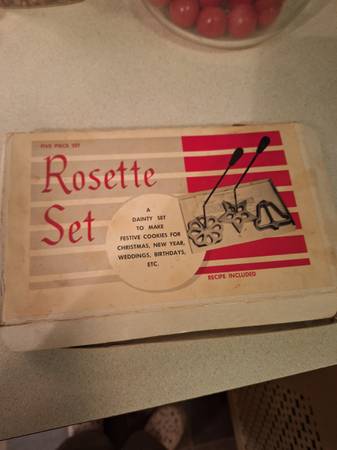 FIVE PIECE SET
Rosette
Set
A
DAINTY SET
TO MAKE
FESTIVE COOKIES FOR
CHRISTMAS, NEW YEAR,
WEDDINGS, BIRTHDAYS,
ETC.
RECIPE INCLUDED